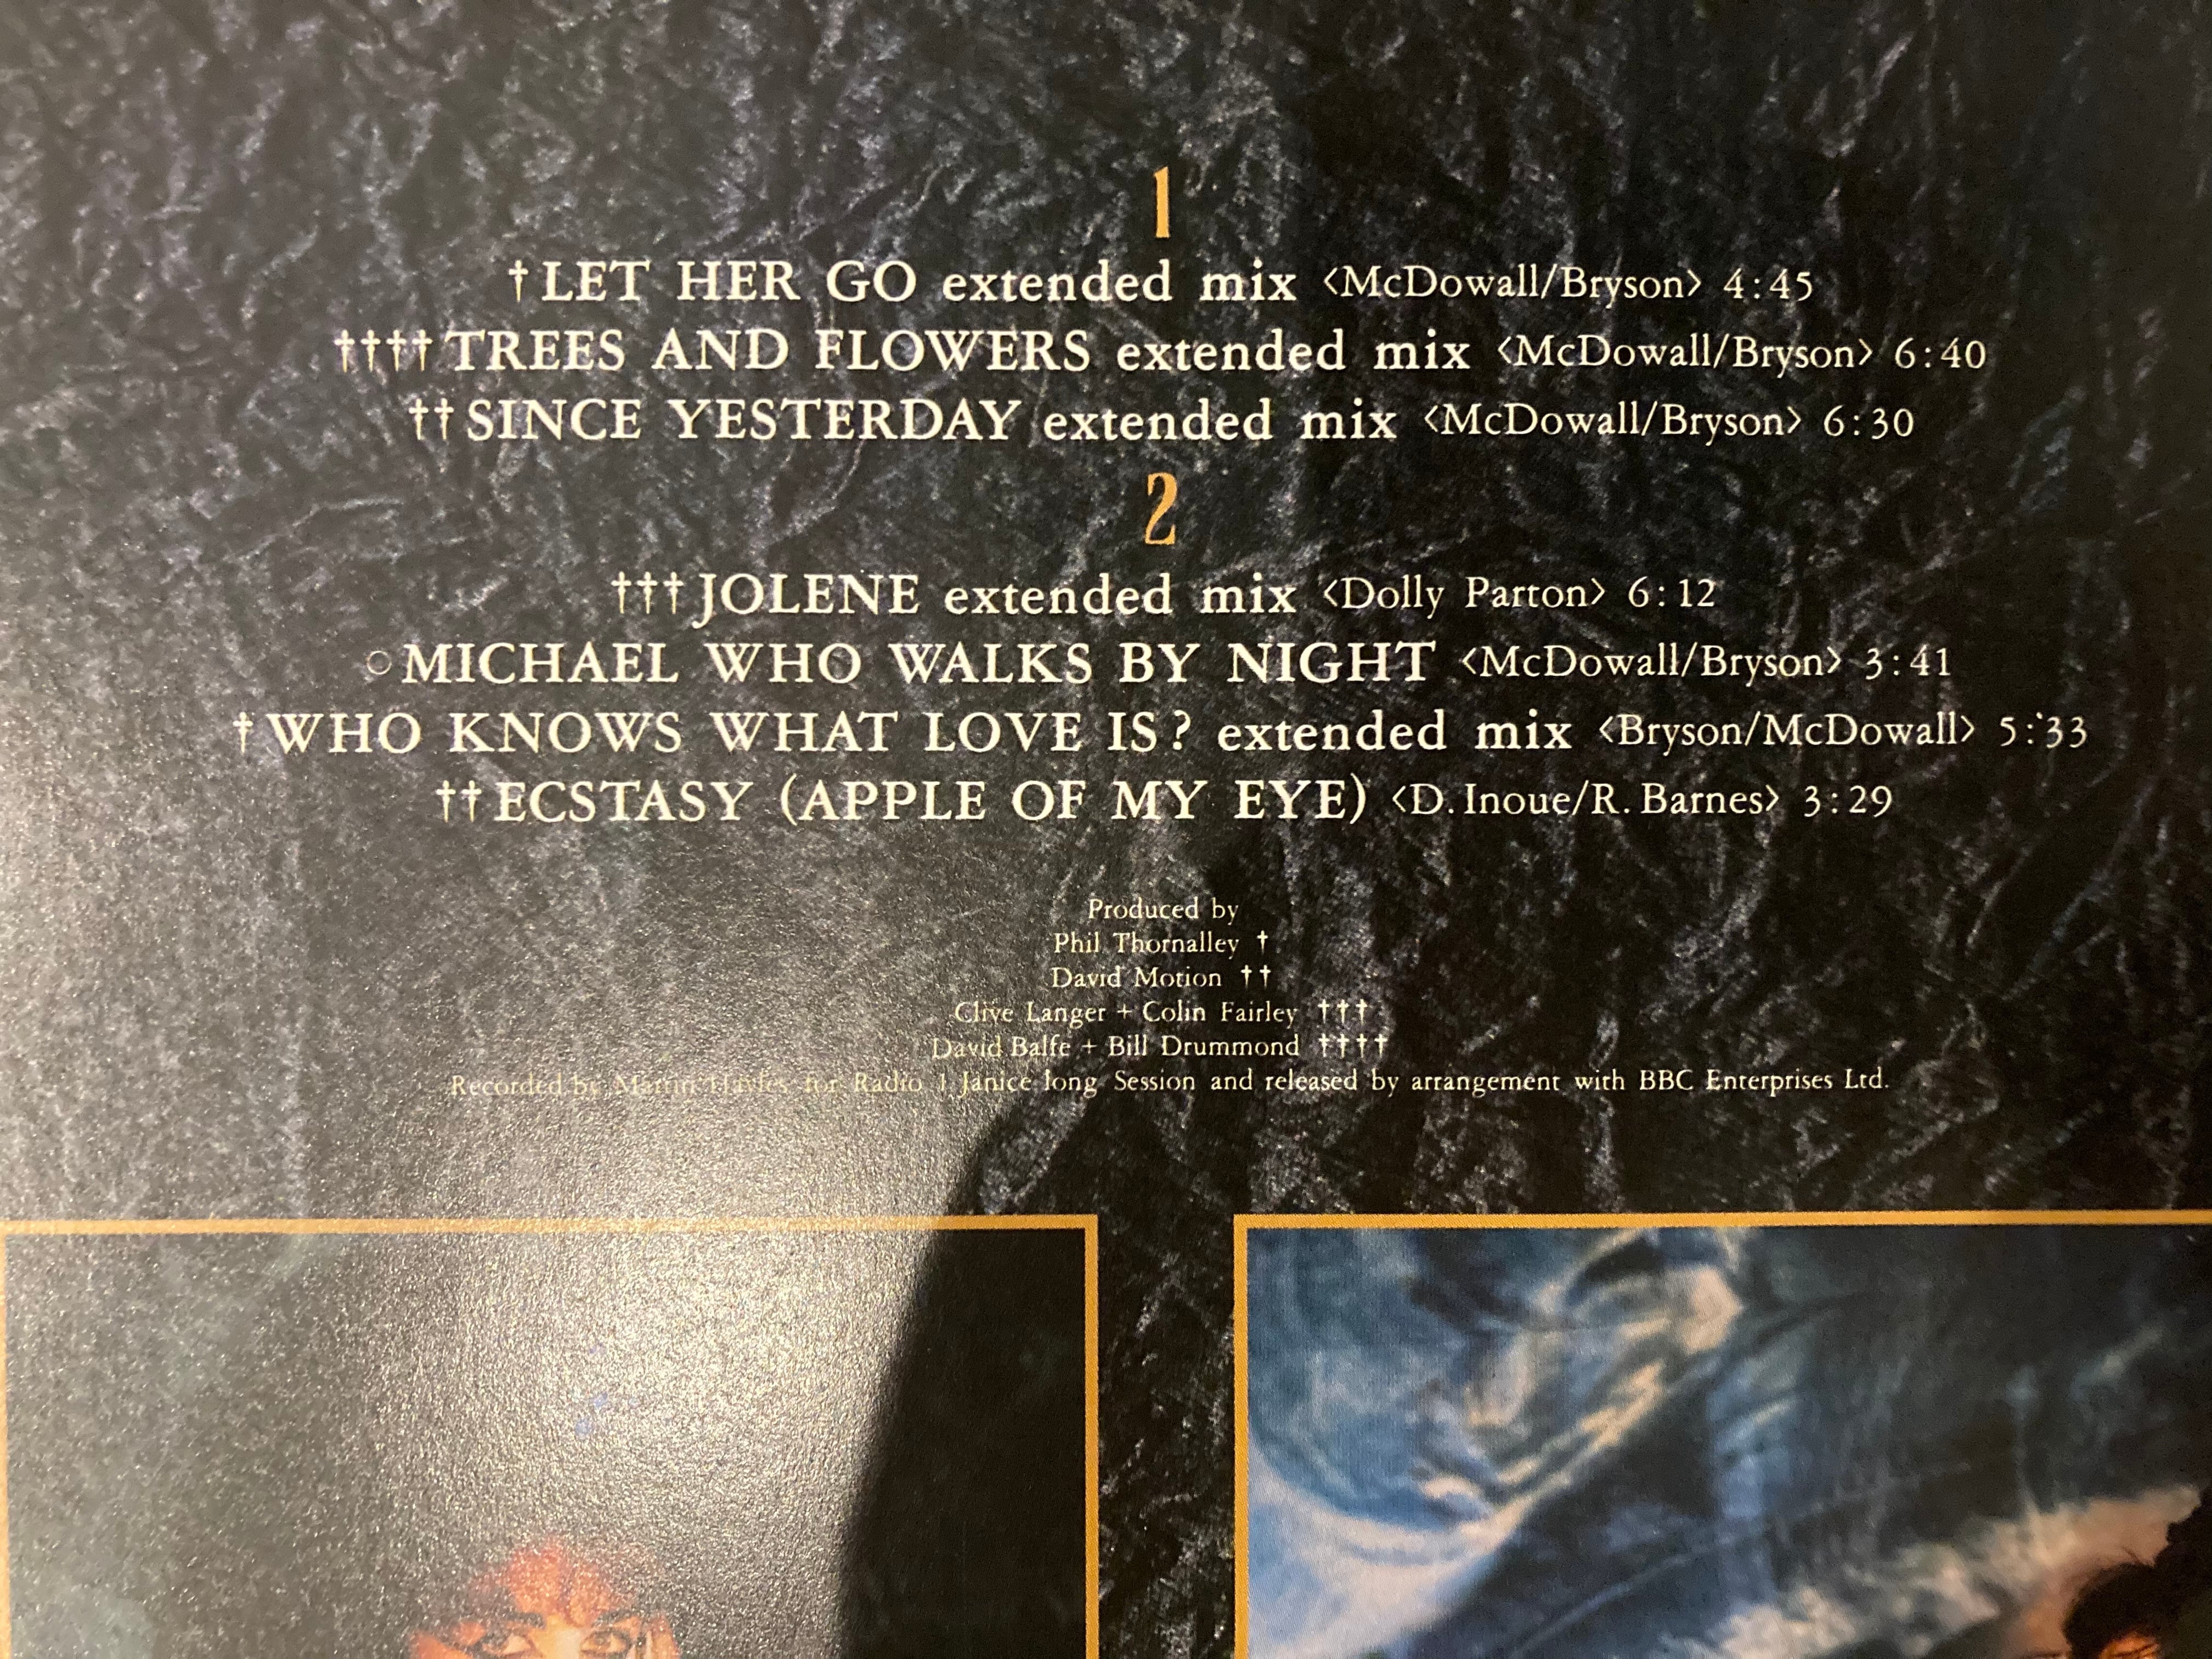 1
†LET HER GO extended mix <McDowall/Bryson> 4:45
††††TREES AND FLOWERS extended mix <McDowall/Bryson> 6:40
††SINCE YESTERDAY extended mix <McDowall/Bryson> 6:30
2
†††JOLENE extended mix <Dolly Parton> 6:12
○MICHAEL WHO WALKS BY NIGHT <McDowall/Bryson> 3:41
†WHO KNOWS WHAT LOVE IS? extended mix <Bryson/McDowall> 5:33
††ECSTASY (APPLE OF MY EYE) <D. Inoue/R. Barnes> 3:29
Produced by
Phil Thornalley †
David Motion ††
Clive Langer + Colin Fairley †††
David Balfe + Bill Drummond ††††
Recorded by Martin for Radio 1 Janice long Session and released by arrangement with BBC Enterprises Ltd.